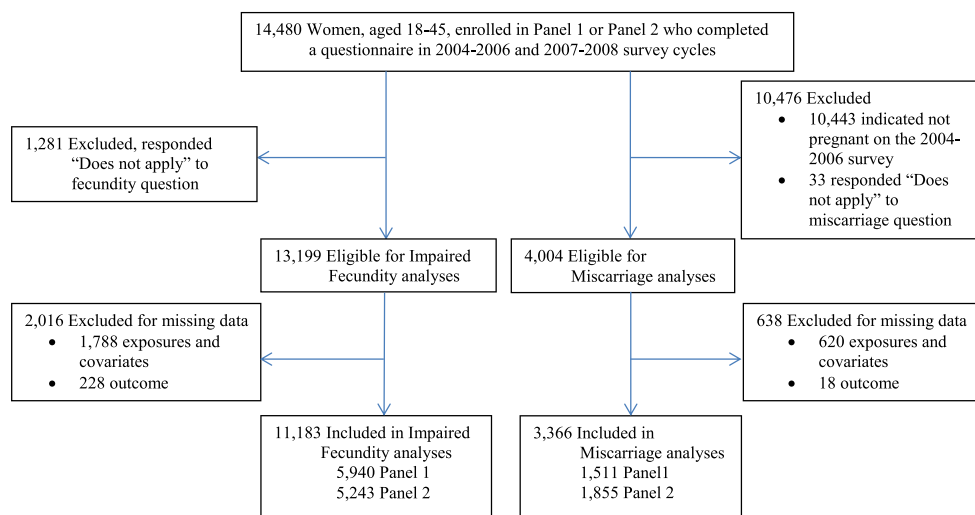 14,480 Women, aged 18-45, enrolled in Panel 1 or Panel 2 who completed
a questionnaire in 2004-2006 and 2007-2008 survey cycles
1,281 Excluded, responded
“Does not apply” to
fecundity question
10,476 Excluded
• 10,443 indicated not
pregnant on the 2004-
2006 survey
• 33 responded “Does
not apply” to
miscarriage question
13,199 Eligible for Impaired
Fecundity analyses
4,004 Eligible for
Miscarriage analyses
2,016 Excluded for missing data
• 1,788 exposures and
covariates
• 228 outcome
638 Excluded for missing data
• 620 exposures and
covariates
• 18 outcome
11,183 Included in Impaired
Fecundity analyses
5,940 Panel 1
5,243 Panel 2
3,366 Included in
Miscarriage analyses
1,511 Panel1
1,855 Panel 2